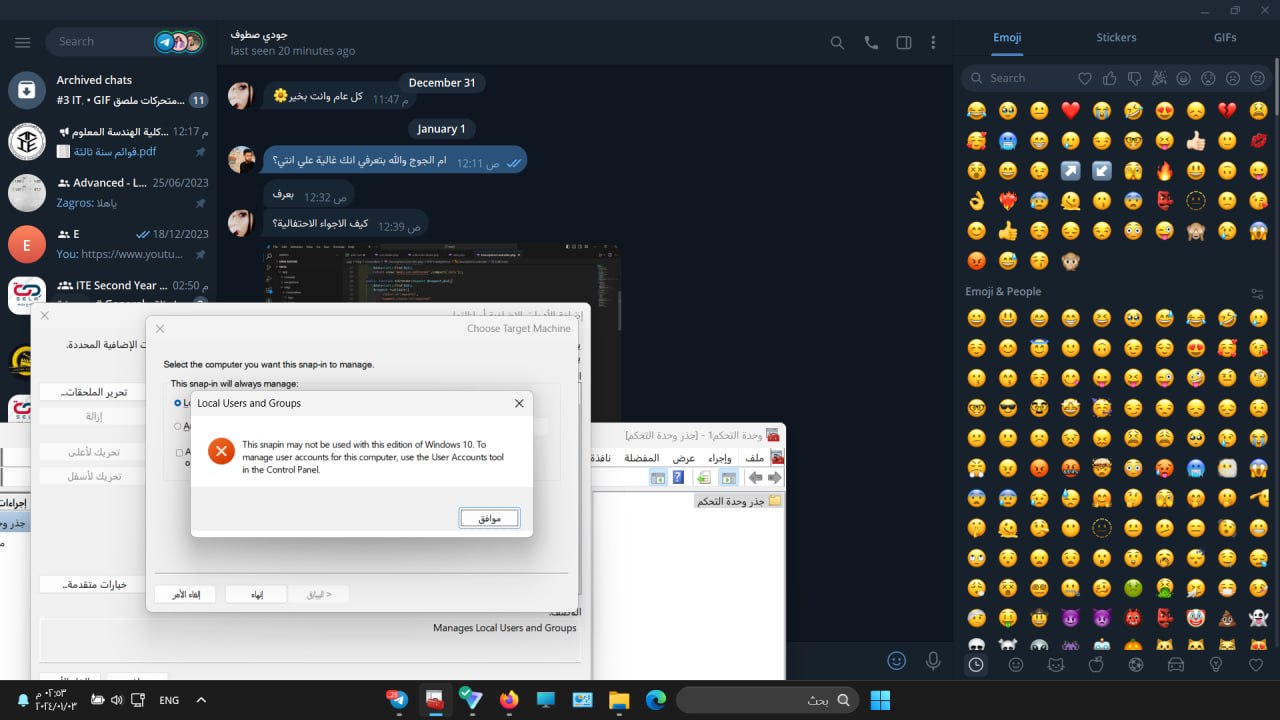 Search
Archived chats
#3 IT. • GIF متحركات ملصق...
11
كلية الهندسة المعلوم...
12:17 م
قوائم سنة ثالثة.pdf
Advanced - L...
25/06/2023
Zagros: ياهلا
E
E
18/12/2023
You: https://www.youtu...
ITE Second Year ...
02:50 م
جودي صطوف
last seen 20 minutes ago
December 31
كل عام وانت بخير🌼
11:47 م
January 1
ام الجوج والله بتعرفي انك غالية علي انتي؟
12:11 ص
بعرف
12:32 ص
كيف الاجواء الاحتفالية؟
12:39 ص
Emoji
Stickers
GIFs
Search
Emoji & People
ت الإضافية المحددة.
تحرير الملحقات...
إزالة
تحريك لأعلى
تحريك لأسفل
خيارات متقدمة...
الوصف:
Manages Local Users and Groups
Choose Target Machine
Select the computer you want this snap-in to manage.
This snap-in will always manage:
إلغاء الأمر
إنهاء
< السابق
Local Users and Groups
This snapin may not be used with this edition of Windows 10. To
manage user accounts for this computer, use the User Accounts tool
in the Control Panel.
موافق
وحدة التحكم1 - [جذر وحدة التحكم]
ملف
وإجراء
عرض
المفضلة
نافذة
جذر وحدة التحكم
إجراءات
جذر وح
٠٢:٥٣ م
٢٠٢٤/٠١/٠٣
ENG
بحث